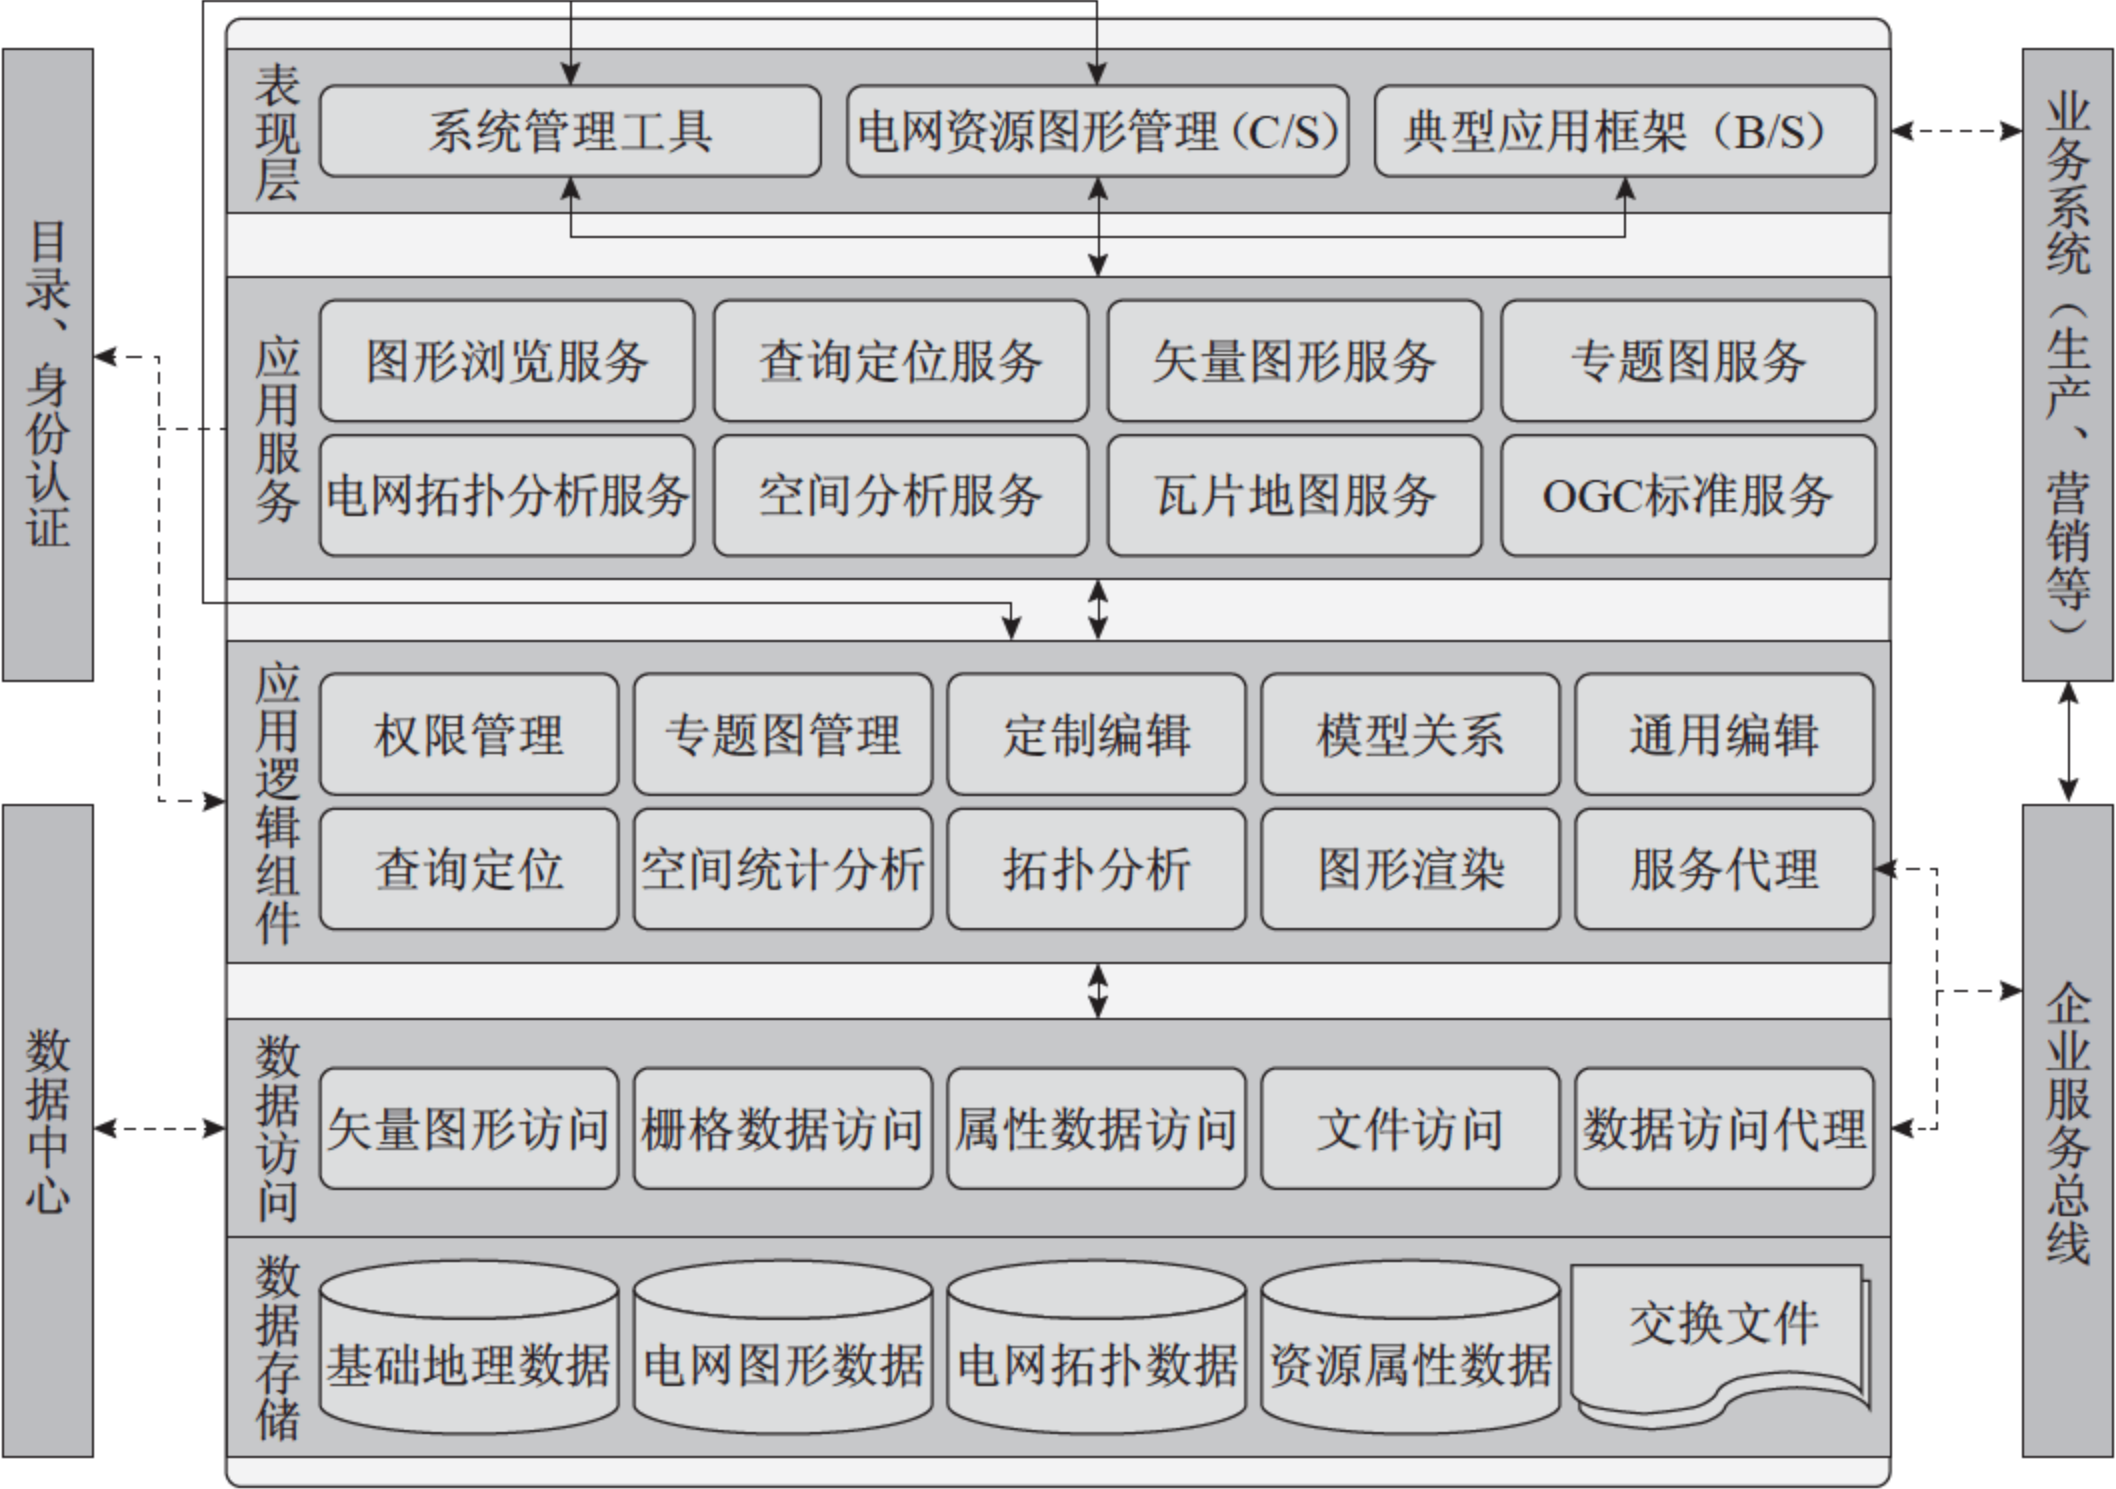 目录、身份认证
数据中心
表现层
系统管理工具
电网资源图形管理(C/S)
典型应用框架（B/S）
应用服务
图形浏览服务
查询定位服务
矢量图形服务
专题图服务
电网拓扑分析服务
空间分析服务
瓦片地图服务
OGC标准服务
应用逻辑组件
权限管理
专题图管理
定制编辑
模型关系
通用编辑
查询定位
空间统计分析
拓扑分析
图形渲染
服务代理
数据访问
矢量图形访问
栅格数据访问
属性数据访问
文件访问
数据访问代理
数据存储
基础地理数据
电网图形数据
电网拓扑数据
资源属性数据
交换文件
业务系统（生产、营销等）
企业服务总线